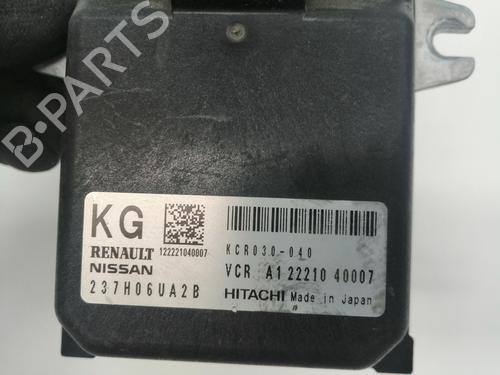 B-PARTS
KG
RENAULT
NISSAN
237H06UA2B
122221040007
KCR030-040
VCR A1 22210 40007
HITACHI Made in Japan